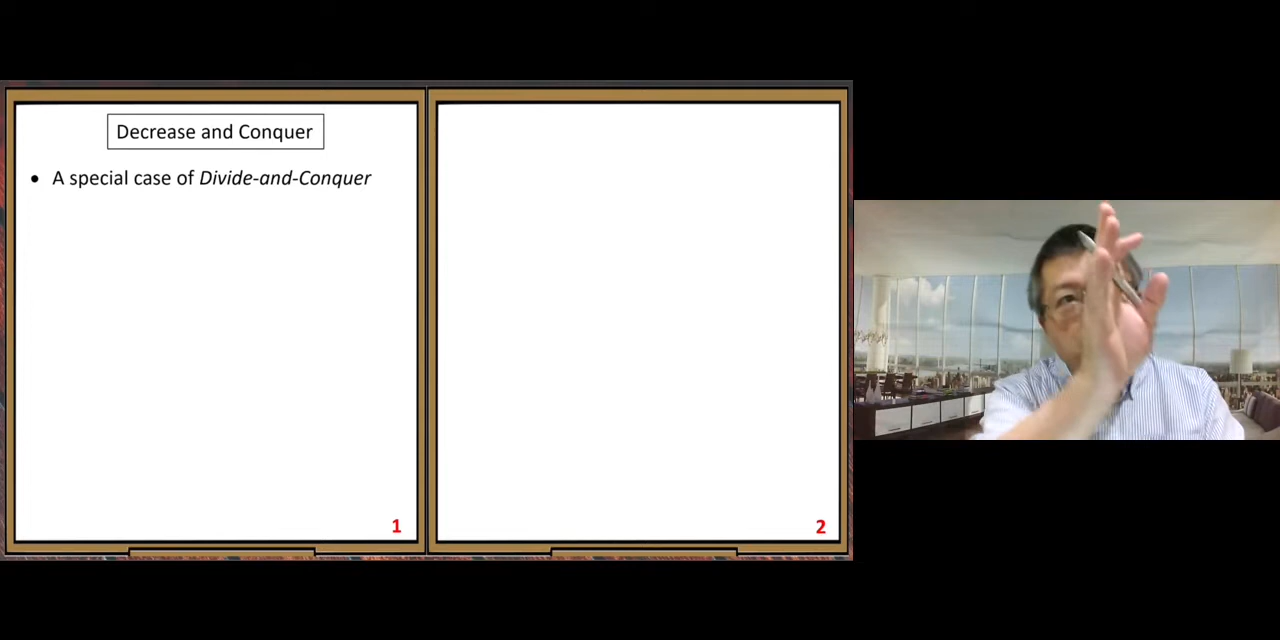 Decrease and Conquer
• A special case of Divide-and-Conquer
1
2